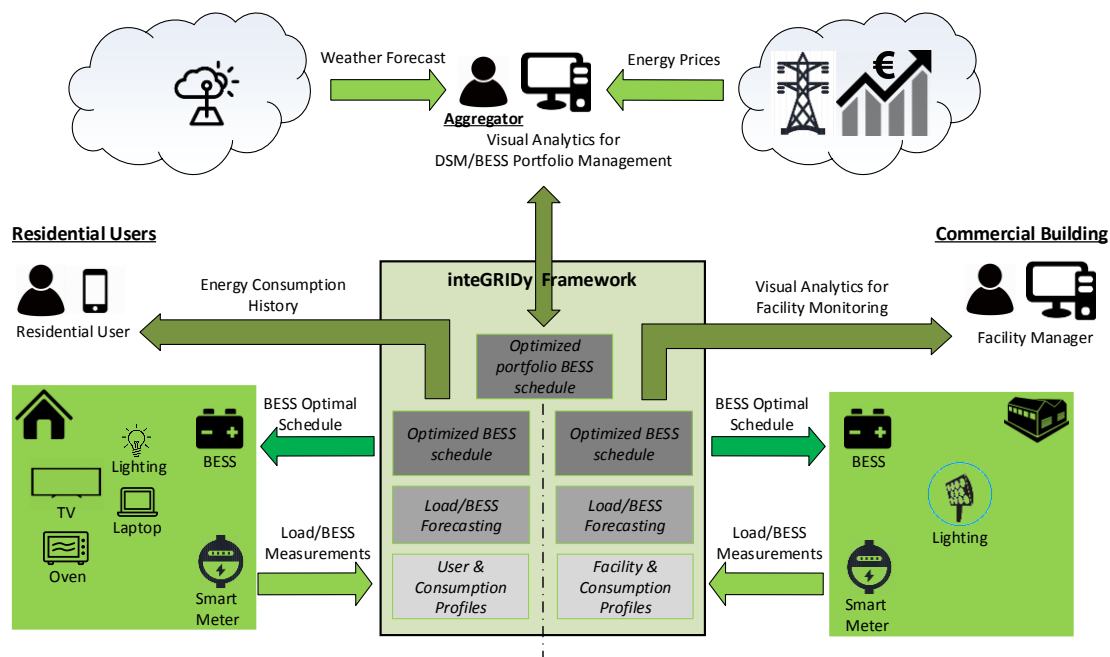 Weather Forecast
Energy Prices
€
Aggregator
Visual Analytics for
DSM/BESS Portfolio Management
Residential Users
Commercial Building
inteGRIDy Framework
Energy Consumption
History
Visual Analytics for
Facility Monitoring
Residential User
Facility Manager
Optimized
portfolio BESS
schedule
BESS Optimal
Schedule
BESS Optimal
Schedule
Optimized BESS
schedule
Optimized BESS
schedule
Lighting
BESS
BESS
TV
Laptop
Load/BESS
Forecasting
Load/BESS
Forecasting
Lighting
Load/BESS
Measurements
Load/BESS
Measurements
Oven
User &
Consumption
Profiles
Facility &
Consumption
Profiles
Smart
Meter
Smart
Meter